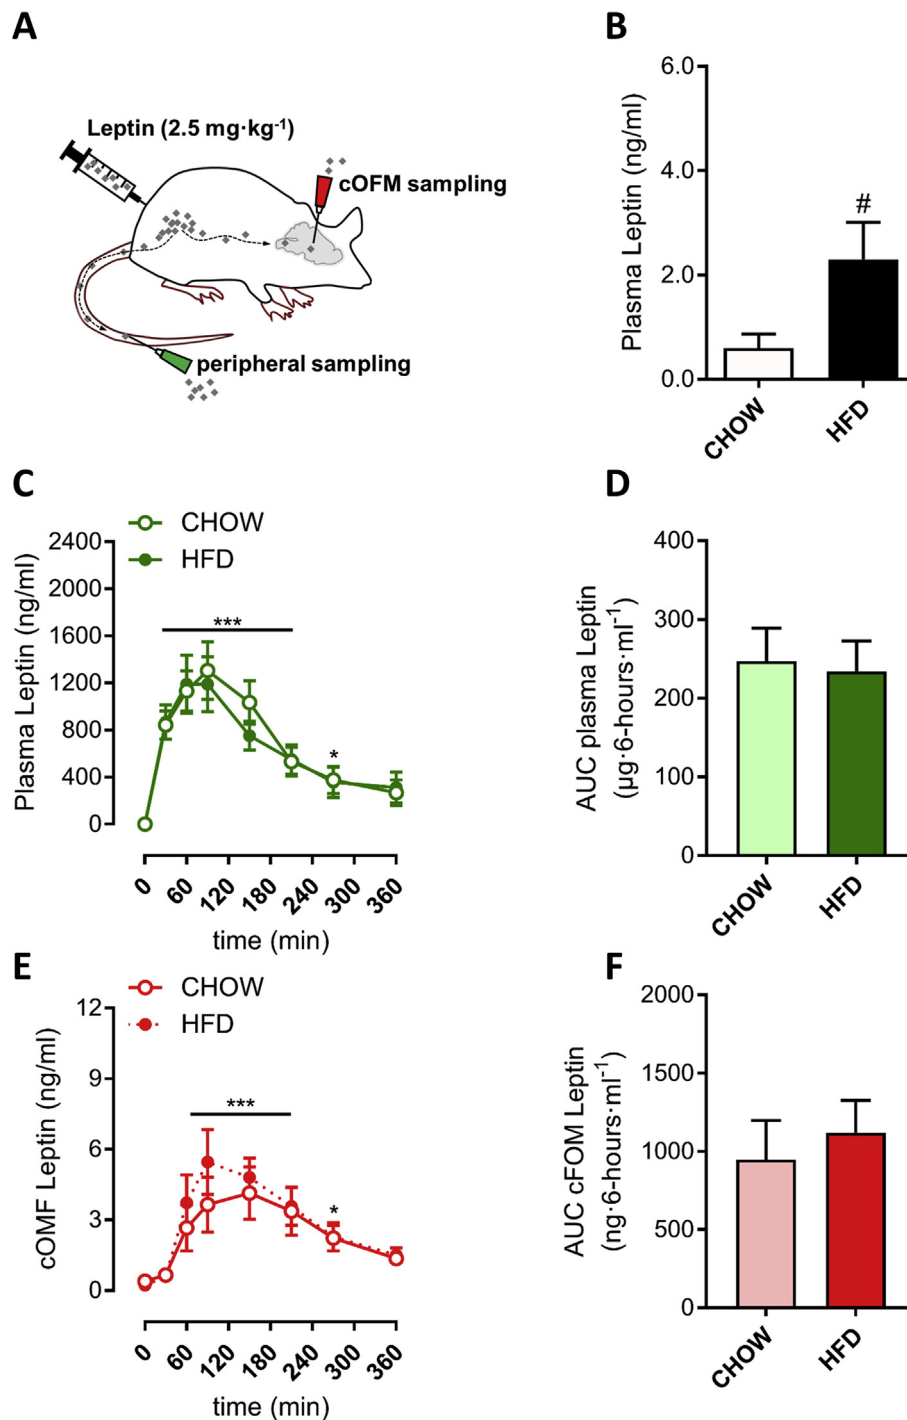 A
Leptin (2.5 mg·kg⁻¹)
cOFM sampling
peripheral sampling
B
Plasma Leptin (ng/ml)
6.0
4.0
2.0
0.0
#
CHOW
HFD
C
CHOW
HFD
Plasma Leptin (ng/ml)
2400
2000
1600
1200
800
400
0
***
*
0
60
120
180
240
300
360
time (min)
D
AUC plasma Leptin
(µg·6-hours·ml⁻¹)
400
300
200
100
0
CHOW
HFD
E
CHOW
HFD
cOMF Leptin (ng/ml)
12
9
6
3
0
***
*
0
60
120
180
240
300
360
time (min)
F
AUC cFOM Leptin
(ng·6-hours·ml⁻¹)
2000
1500
1000
500
0
CHOW
HFD